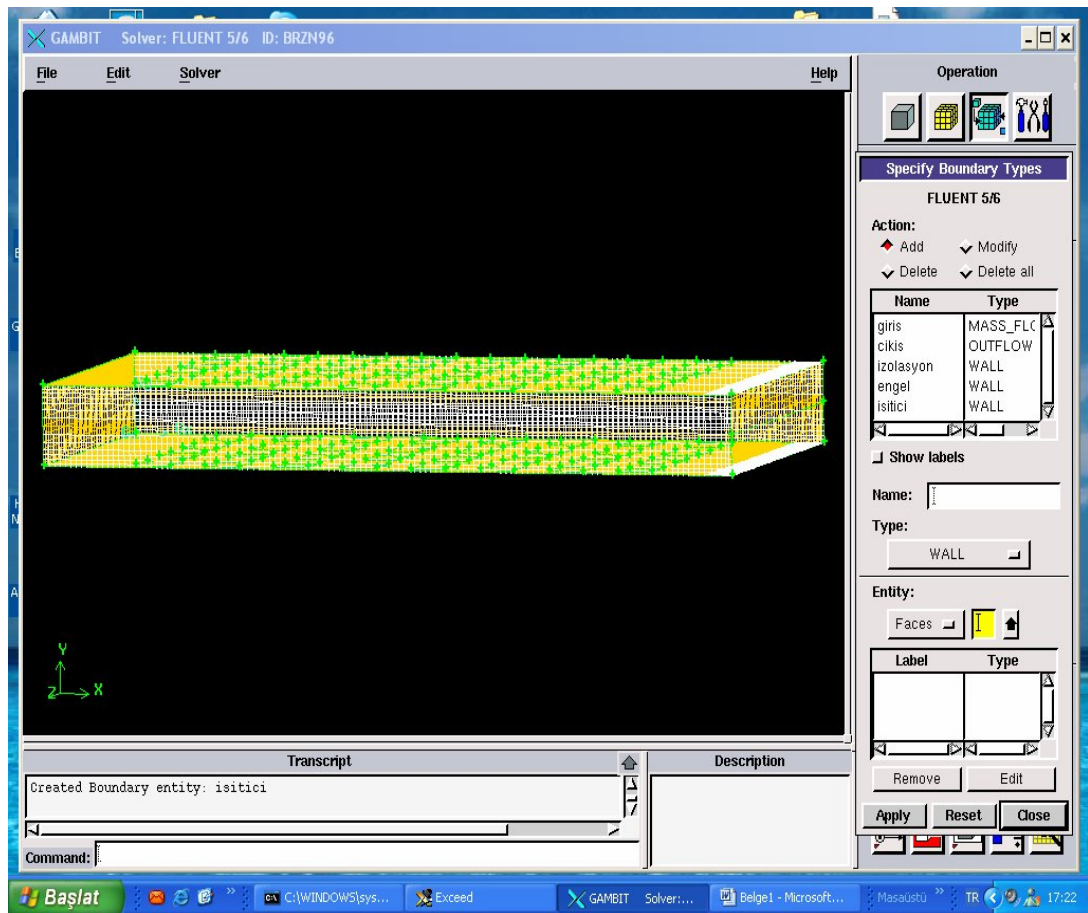 GAMBIT Solver: FLUENT 5/6 ID: BRZN96
File Edit Solver Help
Operation
Specify Boundary Types
FLUENT 5/6
Action:
Add Modify
Delete Delete all
Name Type
giris MASS_FLC
cikis OUTFLOW
izolasyon WALL
engel WALL
isitici WALL
Show labels
Name:
Type:
WALL
Entity:
Faces
Label Type
Remove Edit
Apply Reset Close
Y
Z X
Transcript Description
Created Boundary entity: isitici
Command:
Başlat » C:\WINDOWS\sys... Exceed GAMBIT Solver:... Belge1 - Microsoft... Masaüstü » TR 17:22